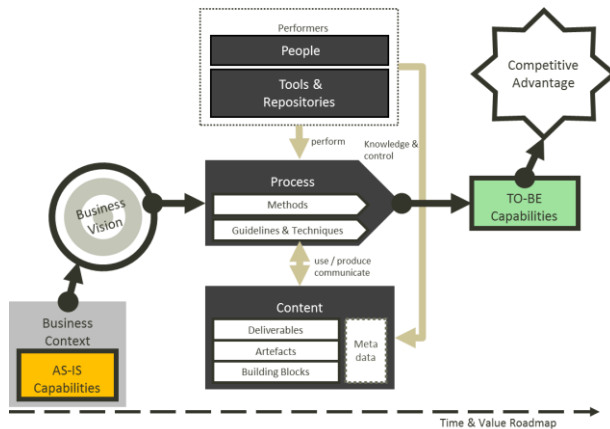 Performers
People
Tools &
Repositories
Competitive
Advantage
perform
Knowledge &
control
Process
Methods
Guidelines & Techniques
TO-BE
Capabilities
Business
Vision
use / produce
communicate
Content
Deliverables
Artefacts
Building Blocks
Meta
data
Business
Context
AS-IS
Capabilities
Time & Value Roadmap